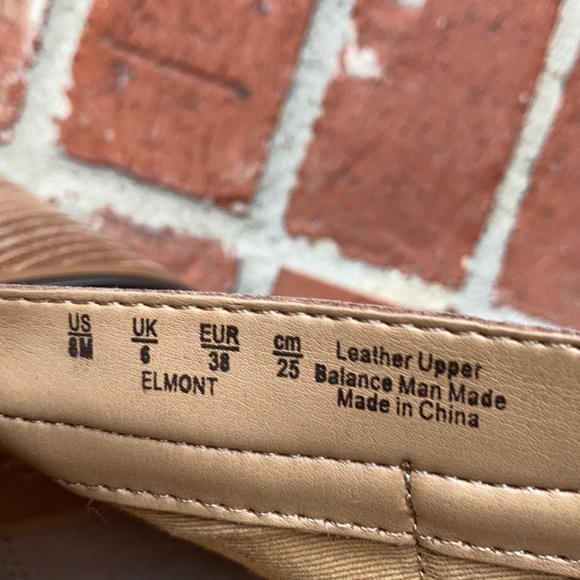 US UK EUR cm
8M 6 38 25
ELMONT
Leather Upper
Balance Man Made
Made in China